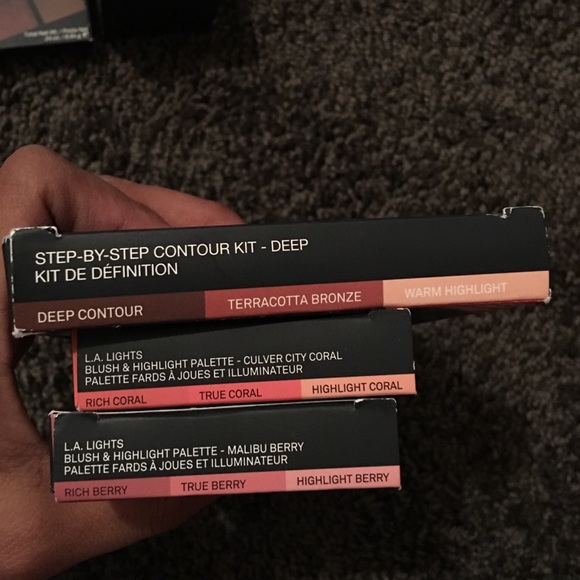 STEP-BY-STEP CONTOUR KIT - DEEP
KIT DE DÉFINITION
DEEP CONTOUR
TERRACOTTA BRONZE
WARM HIGHLIGHT
L.A. LIGHTS
BLUSH & HIGHLIGHT PALETTE - CULVER CITY CORAL
PALETTE FARDS À JOUES ET ILLUMINATEUR
RICH CORAL
TRUE CORAL
HIGHLIGHT CORAL
L.A. LIGHTS
BLUSH & HIGHLIGHT PALETTE - MALIBU BERRY
PALETTE FARDS À JOUES ET ILLUMINATEUR
RICH BERRY
TRUE BERRY
HIGHLIGHT BERRY